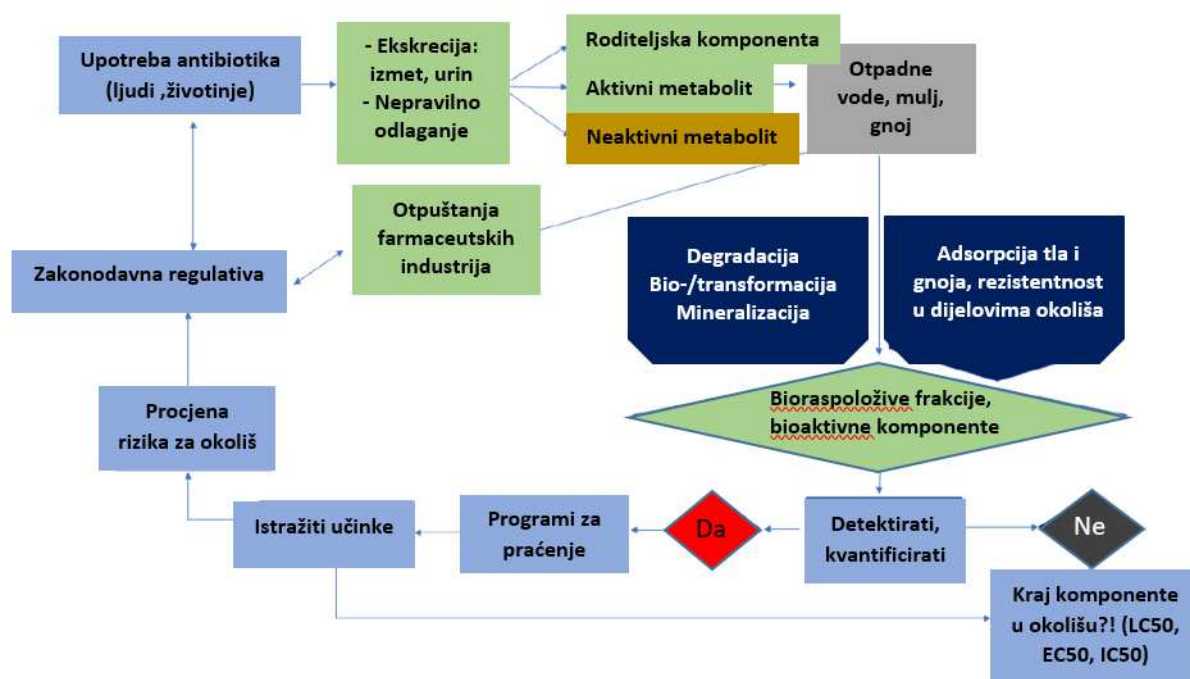 Upotreba antibiotika
(ljudi ,životinje)
- Ekskrecija:
izmet, urin
- Nepravilno
odlaganje
Roditeljska komponenta
Aktivni metabolit
Neaktivni metabolit
Otpadne
vode, mulj,
gnoj
Otpuštanja
farmaceutskih
industrija
Zakonodavna regulativa
Degradacija
Bio-/transformacija
Mineralizacija
Adsorpcija tla i
gnoja, rezistentnost
u dijelovima okoliša
Bioraspoložive frakcije,
bioaktivne komponente
Procjena
rizika za okoliš
Istražiti učinke
Programi za
praćenje
Da
Detektirati,
kvantificirati
Ne
Kraj komponente
u okolišu?! (LC50,
EC50, IC50)